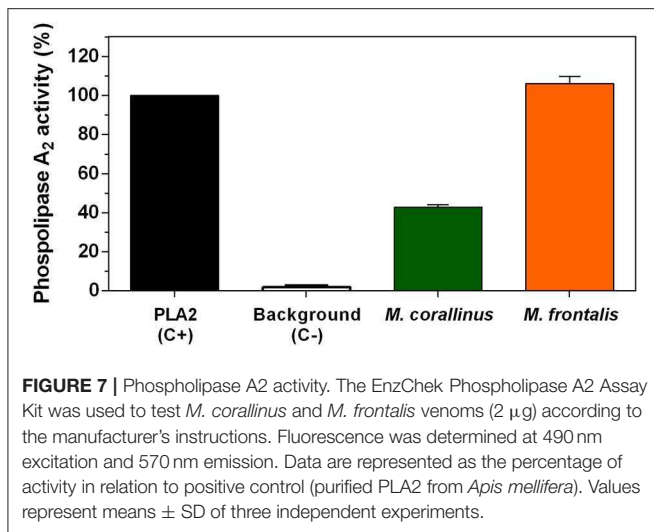 Phospolipase A2 activity (%)
120
100
80
60
40
20
0
PLA2 Background M. corallinus M. frontalis
(C+) (C-)
FIGURE 7 | Phospholipase A2 activity. The EnzChek Phospholipase A2 Assay
Kit was used to test M. corallinus and M. frontalis venoms (2 μg) according to
the manufacturer's instructions. Fluorescence was determined at 490 nm
excitation and 570 nm emission. Data are represented as the percentage of
activity in relation to positive control (purified PLA2 from Apis mellifera). Values
represent means ± SD of three independent experiments.